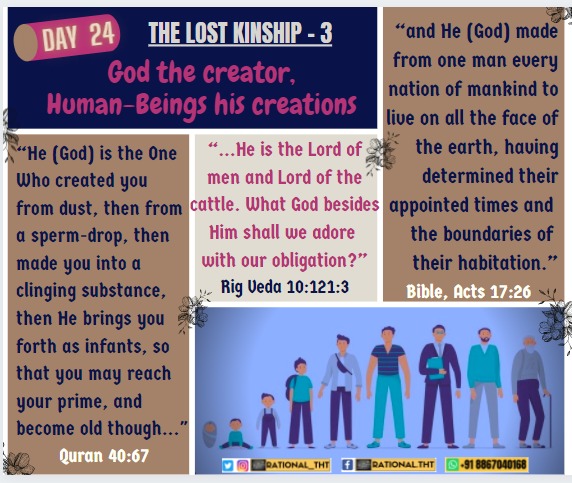 DAY 24
THE LOST KINSHIP - 3
God the creator,
Human-Beings his creations
“He (God) is the One
Who created you
from dust, then from
a sperm-drop, then
made you into a
clinging substance,
then He brings you
forth as infants, so
that you may reach
your prime, and
become old though...”
Quran 40:67
“...He is the Lord of
men and Lord of the
cattle. What God besides
Him shall we adore
with our obligation?”
Rig Veda 10:121:3
“and He (God) made
from one man every
nation of mankind to
live on all the face of
the earth, having
determined their
appointed times and
the boundaries of
their habitation.”
Bible, Acts 17:26
RATIONAL_THT
RATIONAL.THT
+91 8867040168